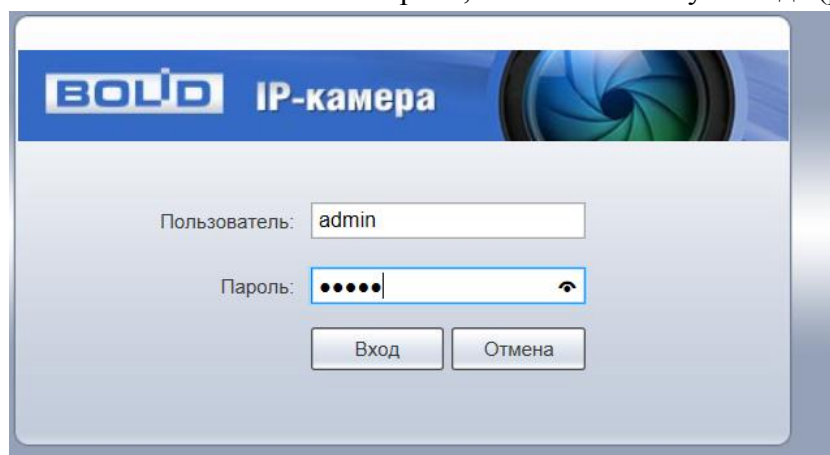 BOLID IP-камера
Пользователь: admin
Пароль: •••••
Вход Отмена